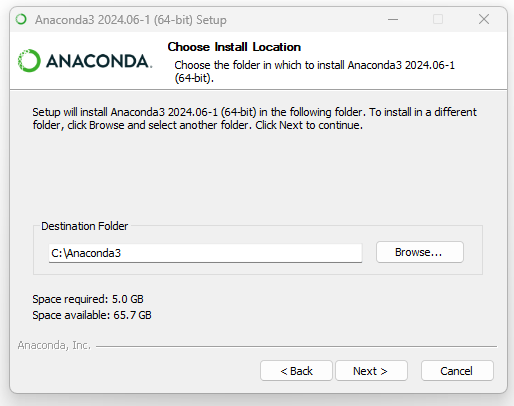 Anaconda3 2024.06-1 (64-bit) Setup
ANACONDA.
Choose Install Location
Choose the folder in which to install Anaconda3 2024.06-1
(64-bit).
Setup will install Anaconda3 2024.06-1 (64-bit) in the following folder. To install in a different
folder, click Browse and select another folder. Click Next to continue.
Destination Folder
C:\Anaconda3
Browse...
Space required: 5.0 GB
Space available: 65.7 GB
Anaconda, Inc.
< Back
Next >
Cancel